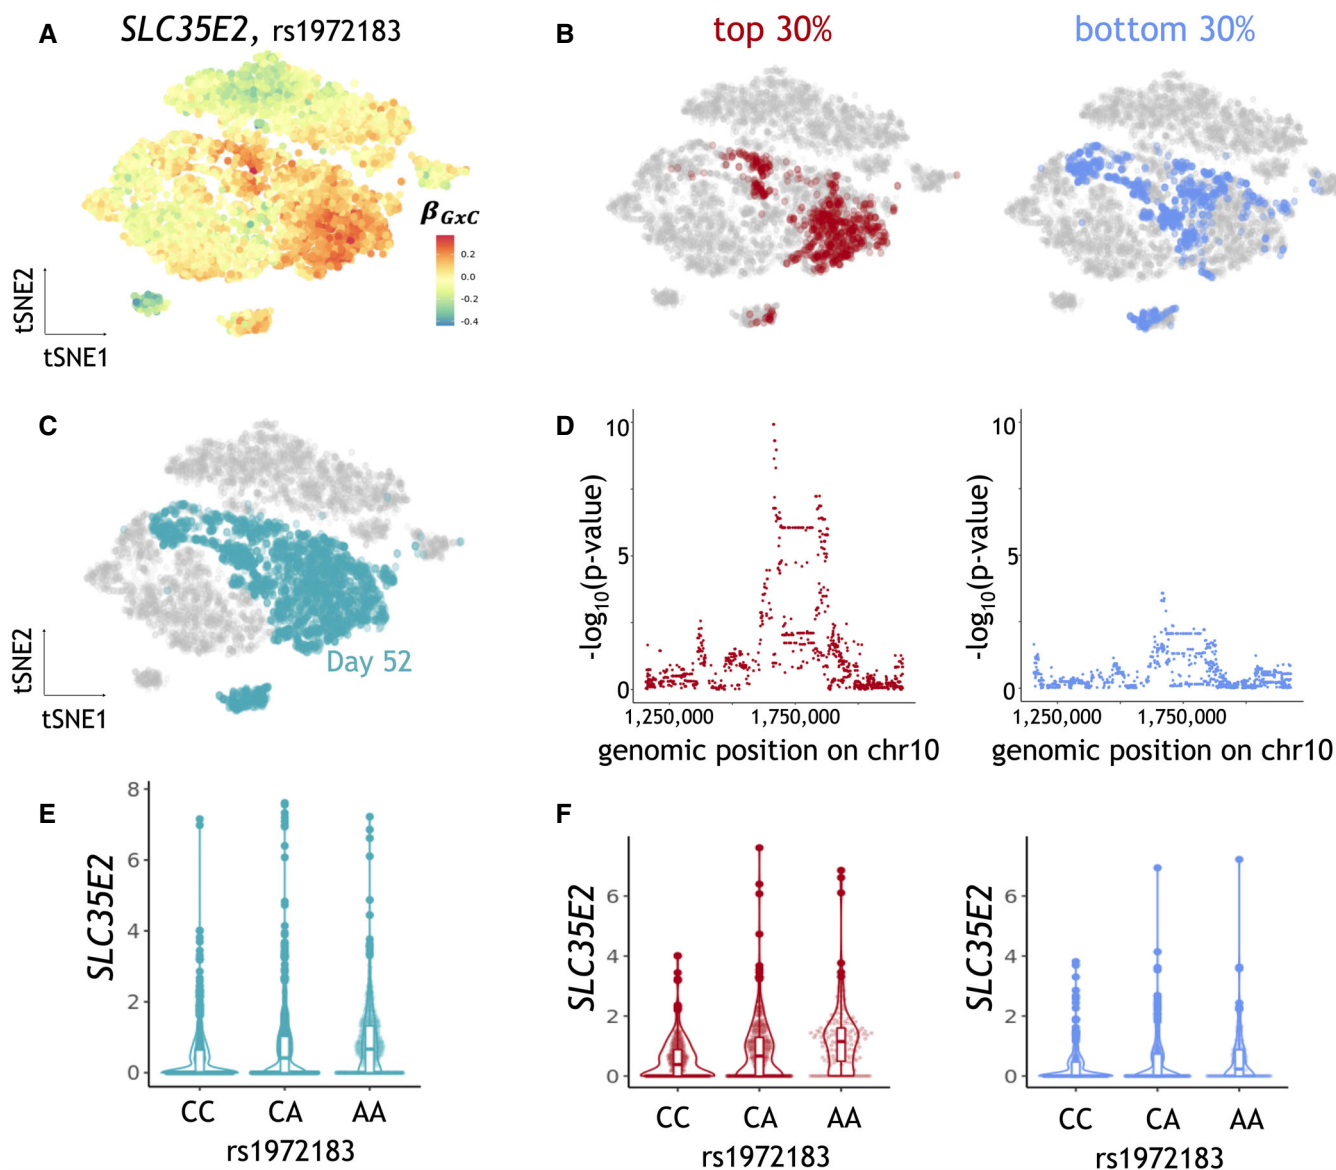 A
SLC35E2, rs1972183
βGxC
0.2
0.0
-0.2
-0.4
tSNE2
tSNE1
B
top 30%
bottom 30%
C
Day 52
tSNE2
tSNE1
D
-log10(p-value)
10
5
0
1,250,000 1,750,000
genomic position on chr10
-log10(p-value)
10
5
0
1,250,000 1,750,000
genomic position on chr10
E
SLC35E2
8
6
4
2
0
CC CA AA
rs1972183
F
SLC35E2
6
4
2
0
CC CA AA
rs1972183
SLC35E2
6
4
2
0
CC CA AA
rs1972183